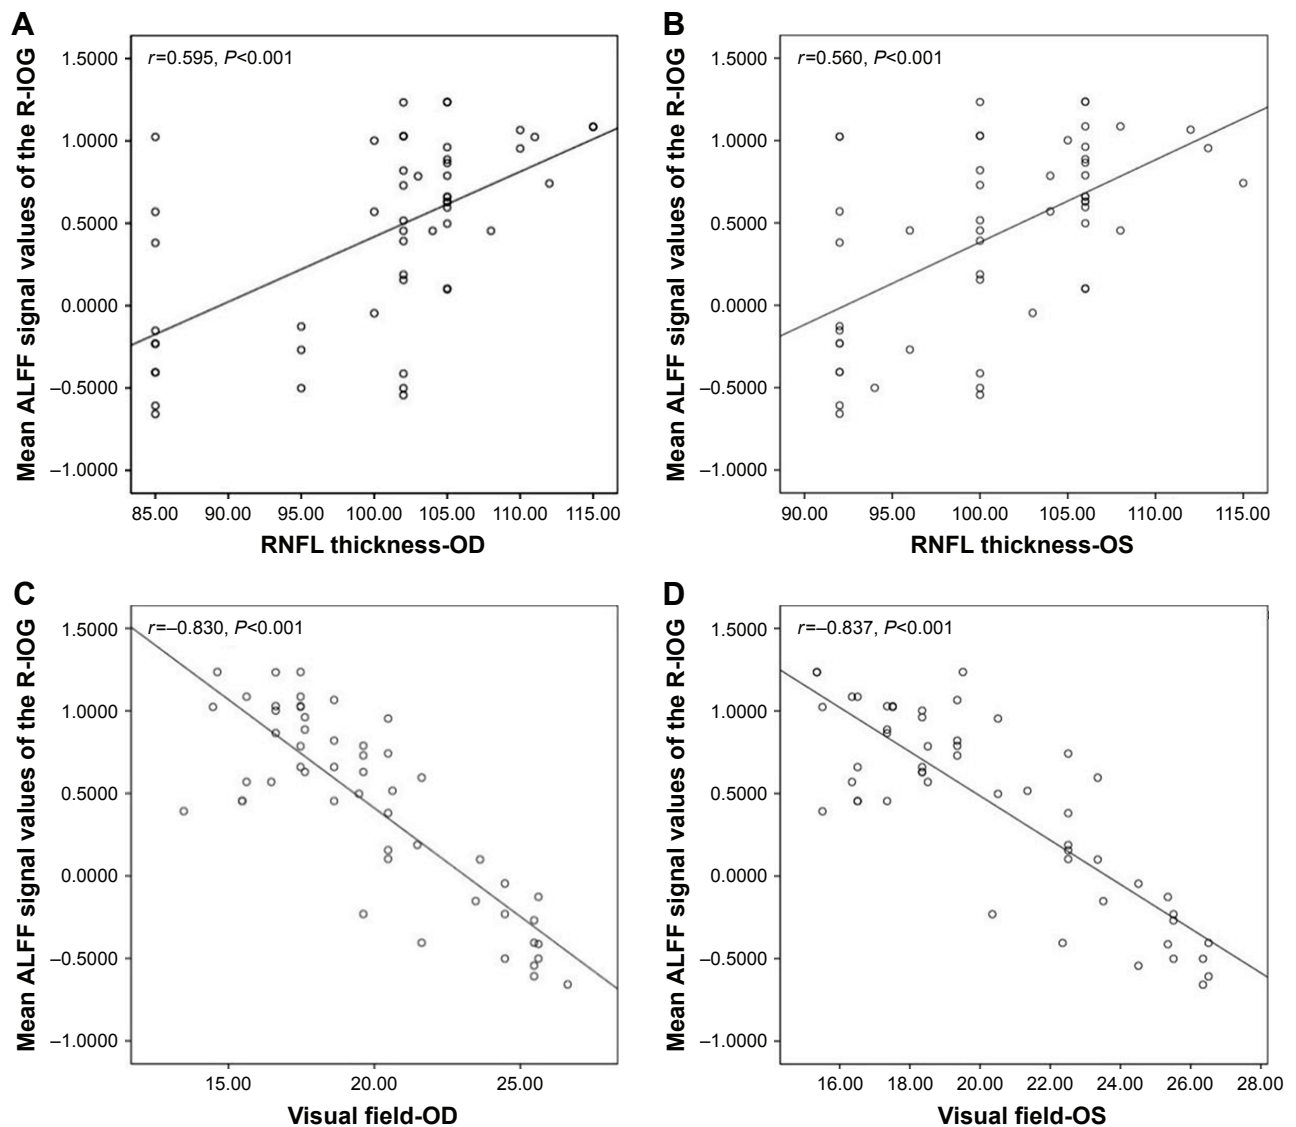 A
Mean ALFF signal values of the R-IOG
r=0.595, P<0.001
1.5000
1.0000
0.5000
0.0000
–0.5000
–1.0000
85.00 90.00 95.00 100.00 105.00 110.00 115.00
RNFL thickness-OD
B
Mean ALFF signal values of the R-IOG
r=0.560, P<0.001
1.5000
1.0000
0.5000
0.0000
–0.5000
–1.0000
90.00 95.00 100.00 105.00 110.00 115.00
RNFL thickness-OS
C
Mean ALFF signal values of the R-IOG
r=–0.830, P<0.001
1.5000
1.0000
0.5000
0.0000
–0.5000
–1.0000
15.00 20.00 25.00
Visual field-OD
D
Mean ALFF signal values of the R-IOG
r=–0.837, P<0.001
1.5000
1.0000
0.5000
0.0000
–0.5000
–1.0000
16.00 18.00 20.00 22.00 24.00 26.00 28.00
Visual field-OS